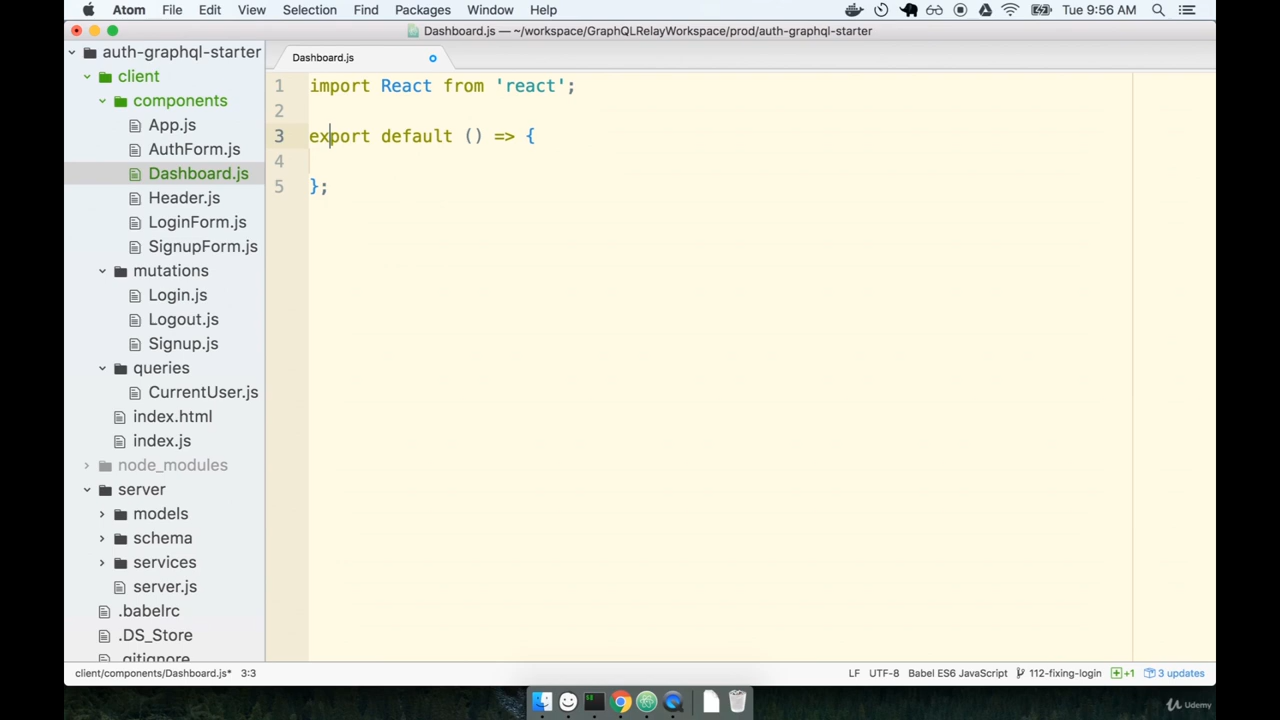 Atom File Edit View Selection Find Packages Window Help Tue 9:56 AM
Dashboard.js — ~/workspace/GraphQLRelayWorkspace/prod/auth-graphql-starter
auth-graphql-starter
client
components
App.js
AuthForm.js
Dashboard.js
Header.js
LoginForm.js
SignupForm.js
mutations
Login.js
Logout.js
Signup.js
queries
CurrentUser.js
index.html
index.js
node_modules
server
models
schema
services
server.js
.babelrc
.DS_Store
.gitignore
Dashboard.js
1 import React from 'react';
2
3 export default () => {
4
5 };
client/components/Dashboard.js* 3:3 LF UTF-8 Babel ES6 JavaScript 112-fixing-login +1 3 updates
Udemy